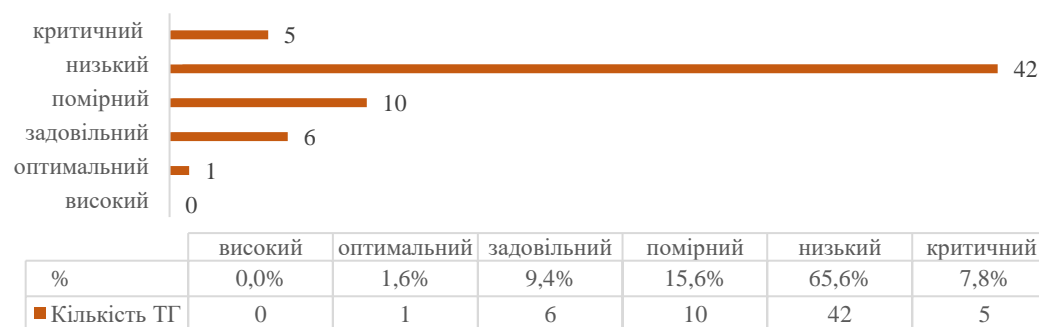 критичний 5
низький 42
помірний 10
задовільний 6
оптимальний 1
високий 0
високий оптимальний задовільний помірний низький критичний
% 0,0% 1,6% 9,4% 15,6% 65,6% 7,8%
Кількість ТГ 0 1 6 10 42 5